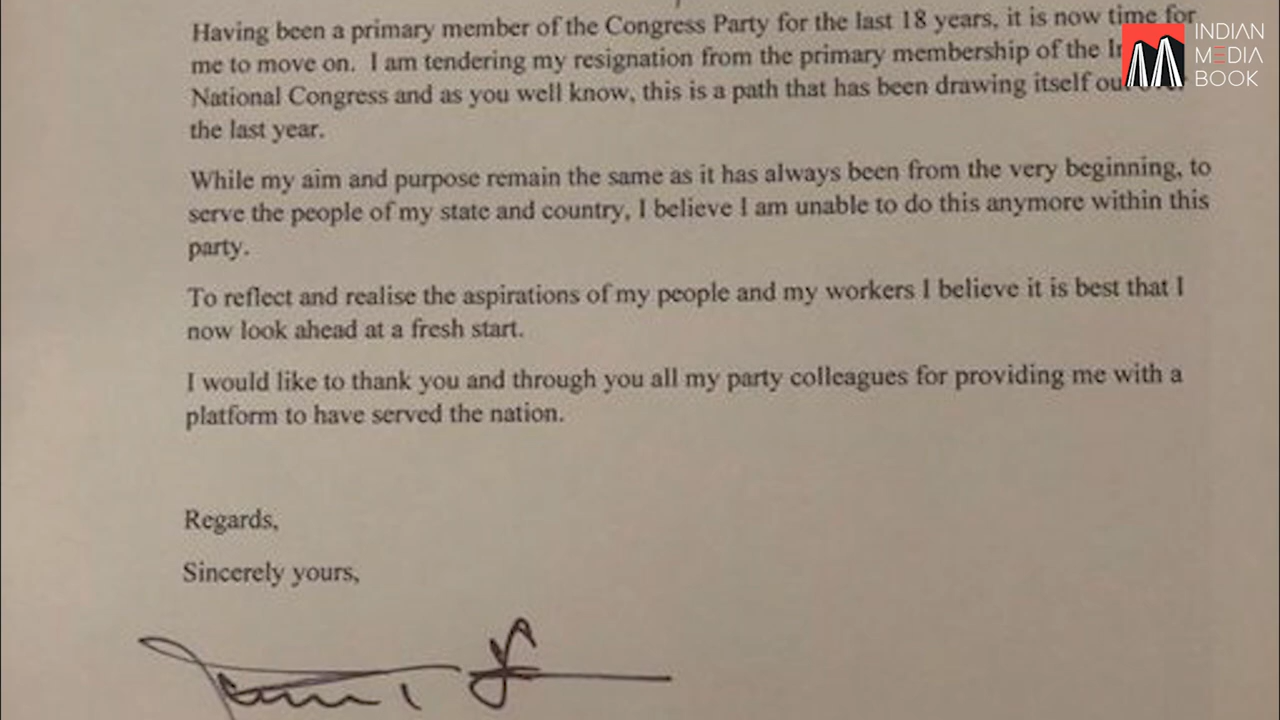 Having been a primary member of the Congress Party for the last 18 years, it is now time for
me to move on. I am tendering my resignation from the primary membership of the
National Congress and as you well know, this is a path that has been drawing itself
the last year.
While my aim and purpose remain the same as it has always been from the very beginning, to
serve the people of my state and country, I believe I am unable to do this anymore within this
party.
To reflect and realise the aspirations of my people and my workers I believe it is best that I
now look ahead at a fresh start.
I would like to thank you and through you all my party colleagues for providing me with a
platform to have served the nation.
Regards,
Sincerely yours,
INDIAN
MEDIA
BOOK